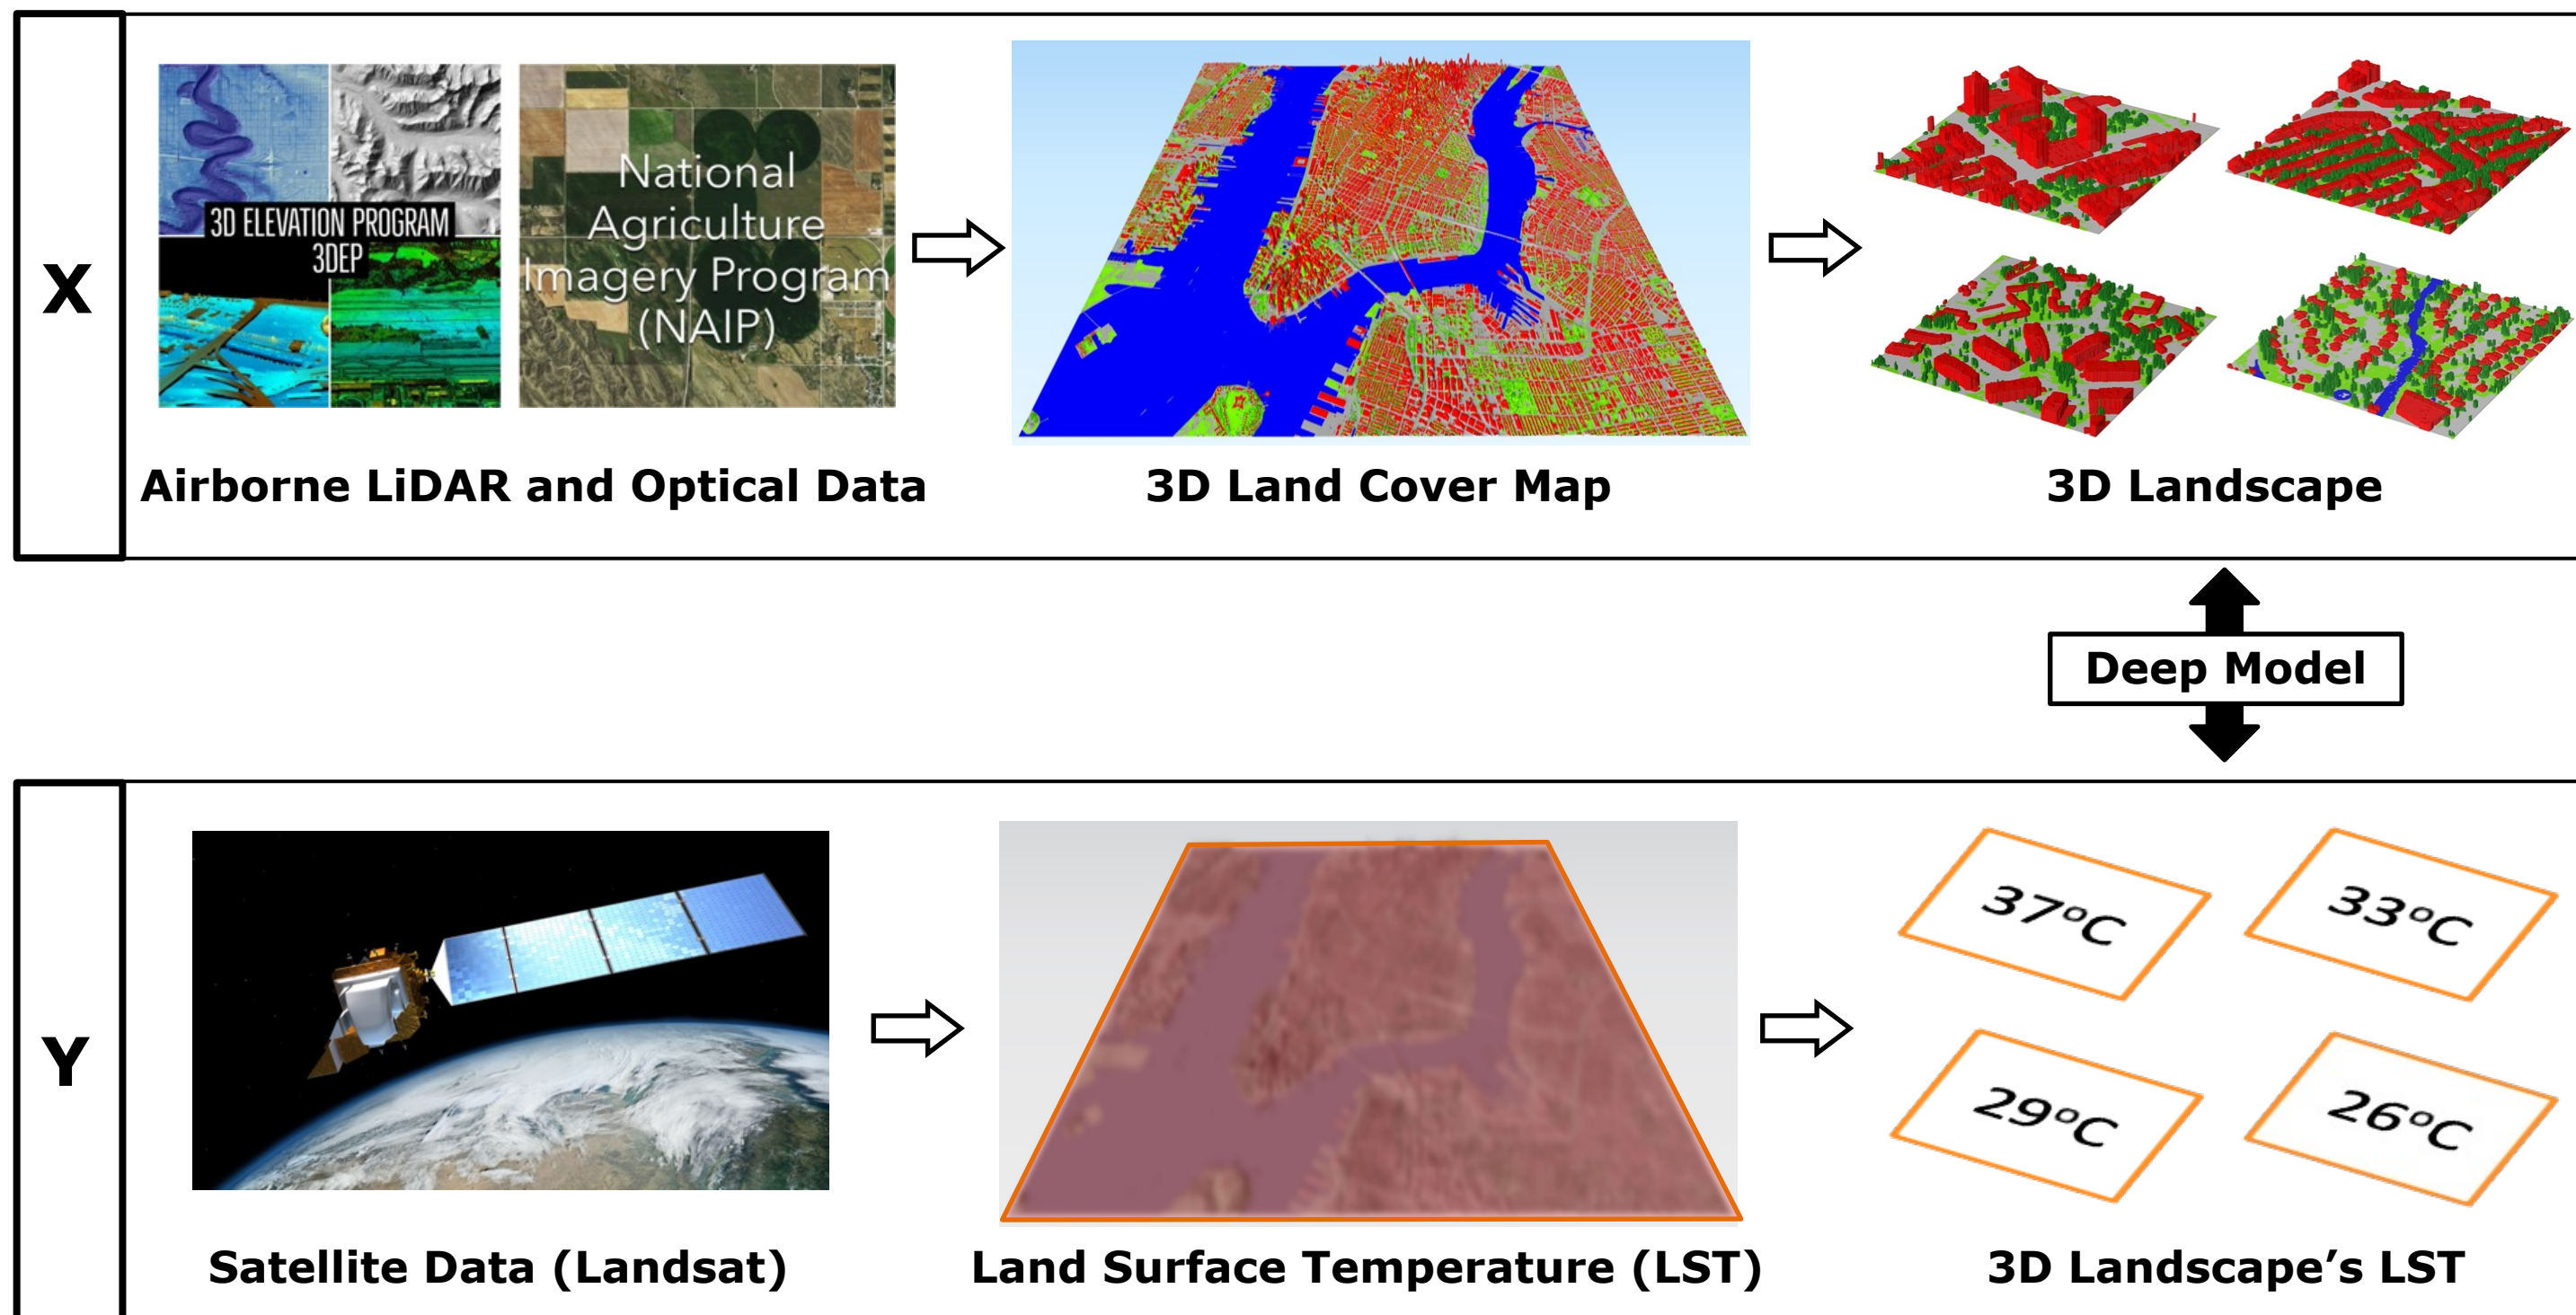 X
3D ELEVATION PROGRAM
3DEP
National
Agriculture
Imagery Program
(NAIP)
Airborne LiDAR and Optical Data
3D Land Cover Map
3D Landscape
Deep Model
Y
37°C
33°C
29°C
26°C
Satellite Data (Landsat)
Land Surface Temperature (LST)
3D Landscape’s LST